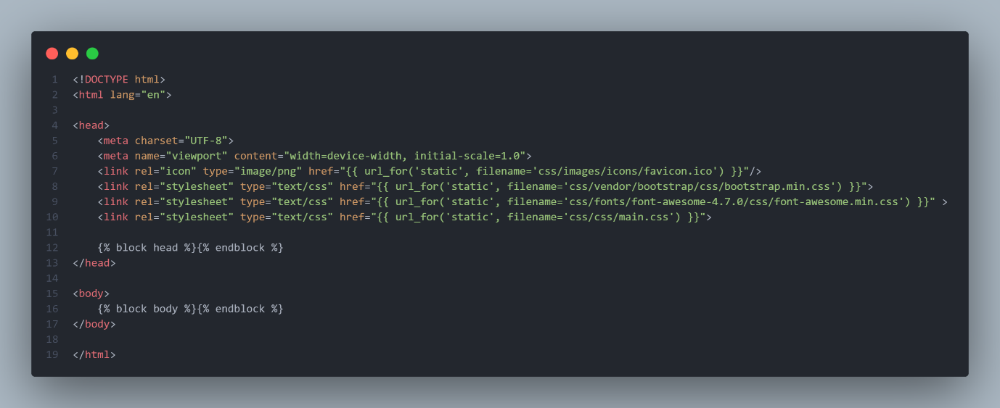 1 <!DOCTYPE html>
2 <html lang="en">
3
4 <head>
5     <meta charset="UTF-8">
6     <meta name="viewport" content="width=device-width, initial-scale=1.0">
7     <link rel="icon" type="image/png" href="{{ url_for('static', filename='css/images/icons/favicon.ico') }}"/>
8     <link rel="stylesheet" type="text/css" href="{{ url_for('static', filename='css/vendor/bootstrap/css/bootstrap.min.css') }}">
9     <link rel="stylesheet" type="text/css" href="{{ url_for('static', filename='css/fonts/font-awesome-4.7.0/css/font-awesome.min.css') }}" >
10     <link rel="stylesheet" type="text/css" href="{{ url_for('static', filename='css/css/main.css') }}">
11
12     {% block head %}{% endblock %}
13 </head>
14
15 <body>
16     {% block body %}{% endblock %}
17 </body>
18
19 </html>